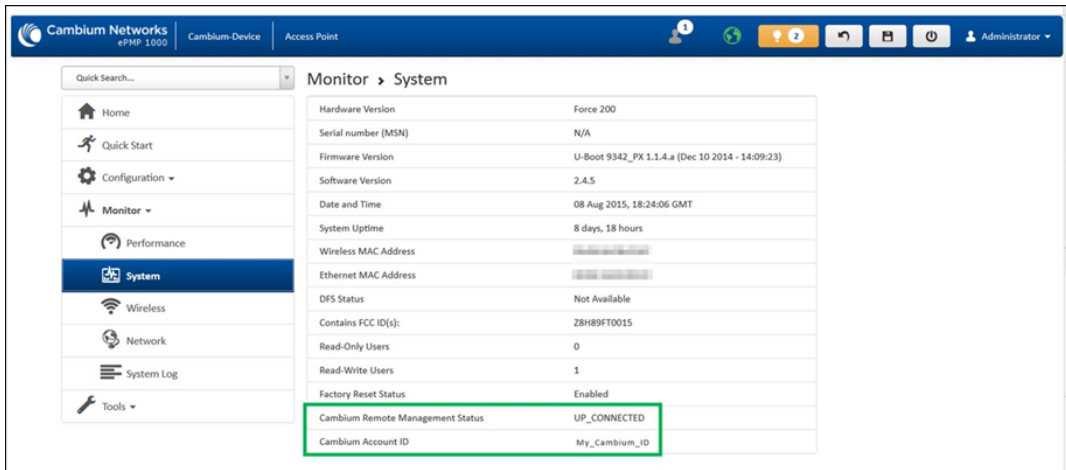 Cambium Networks
ePMP 1000
Cambium-Device
Access Point
1
2
Administrator
Quick Search...
Monitor > System
Home
Quick Start
Configuration
Monitor
Performance
System
Wireless
Network
System Log
Tools
Hardware Version Force 200
Serial number (MSN) N/A
Firmware Version U-Boot 9342_PX 1.1.4.a (Dec 10 2014 - 14:09:23)
Software Version 2.4.5
Date and Time 08 Aug 2015, 18:24:06 GMT
System Uptime 8 days, 18 hours
Wireless MAC Address
Ethernet MAC Address
DFS Status Not Available
Contains FCC ID(s): Z8H89FT0015
Read-Only Users 0
Read-Write Users 1
Factory Reset Status Enabled
Cambium Remote Management Status UP_CONNECTED
Cambium Account ID My_Cambium_ID